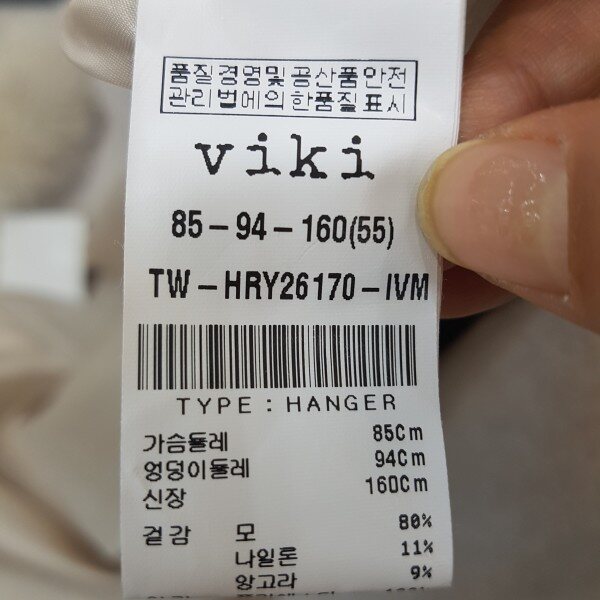 품질경영및공산품안전
관리법에의한품질표시
viki
85-94-160(55)
TW-HRY26170-IVM
TYPE : HANGER
가슴둘레 85Cm
엉덩이둘레 94Cm
신장 160Cm
겉감 모 80%
나일론 11%
앙고라 9%